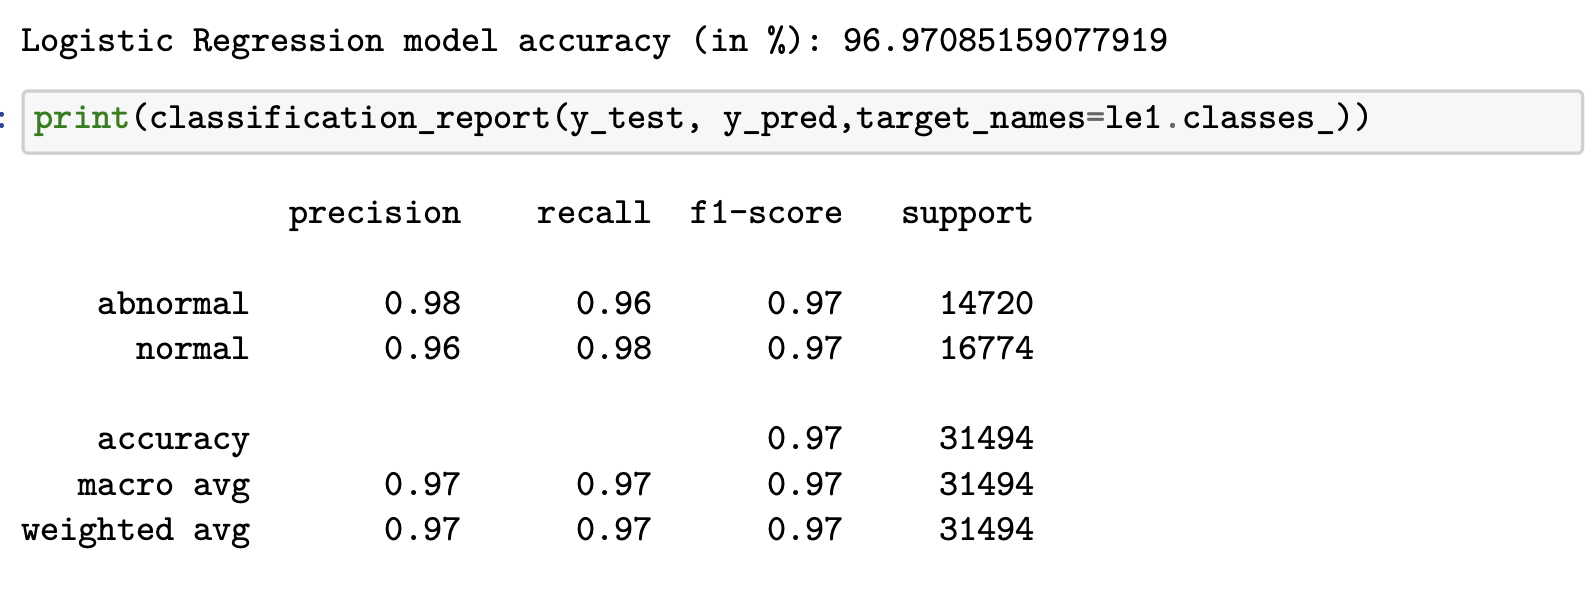 Logistic Regression model accuracy (in %): 96.97085159077919
: print(classification_report(y_test, y_pred,target_names=le1.classes_))
precision recall f1-score support
abnormal 0.98 0.96 0.97 14720
normal 0.96 0.98 0.97 16774
accuracy 0.97 31494
macro avg 0.97 0.97 0.97 31494
weighted avg 0.97 0.97 0.97 31494